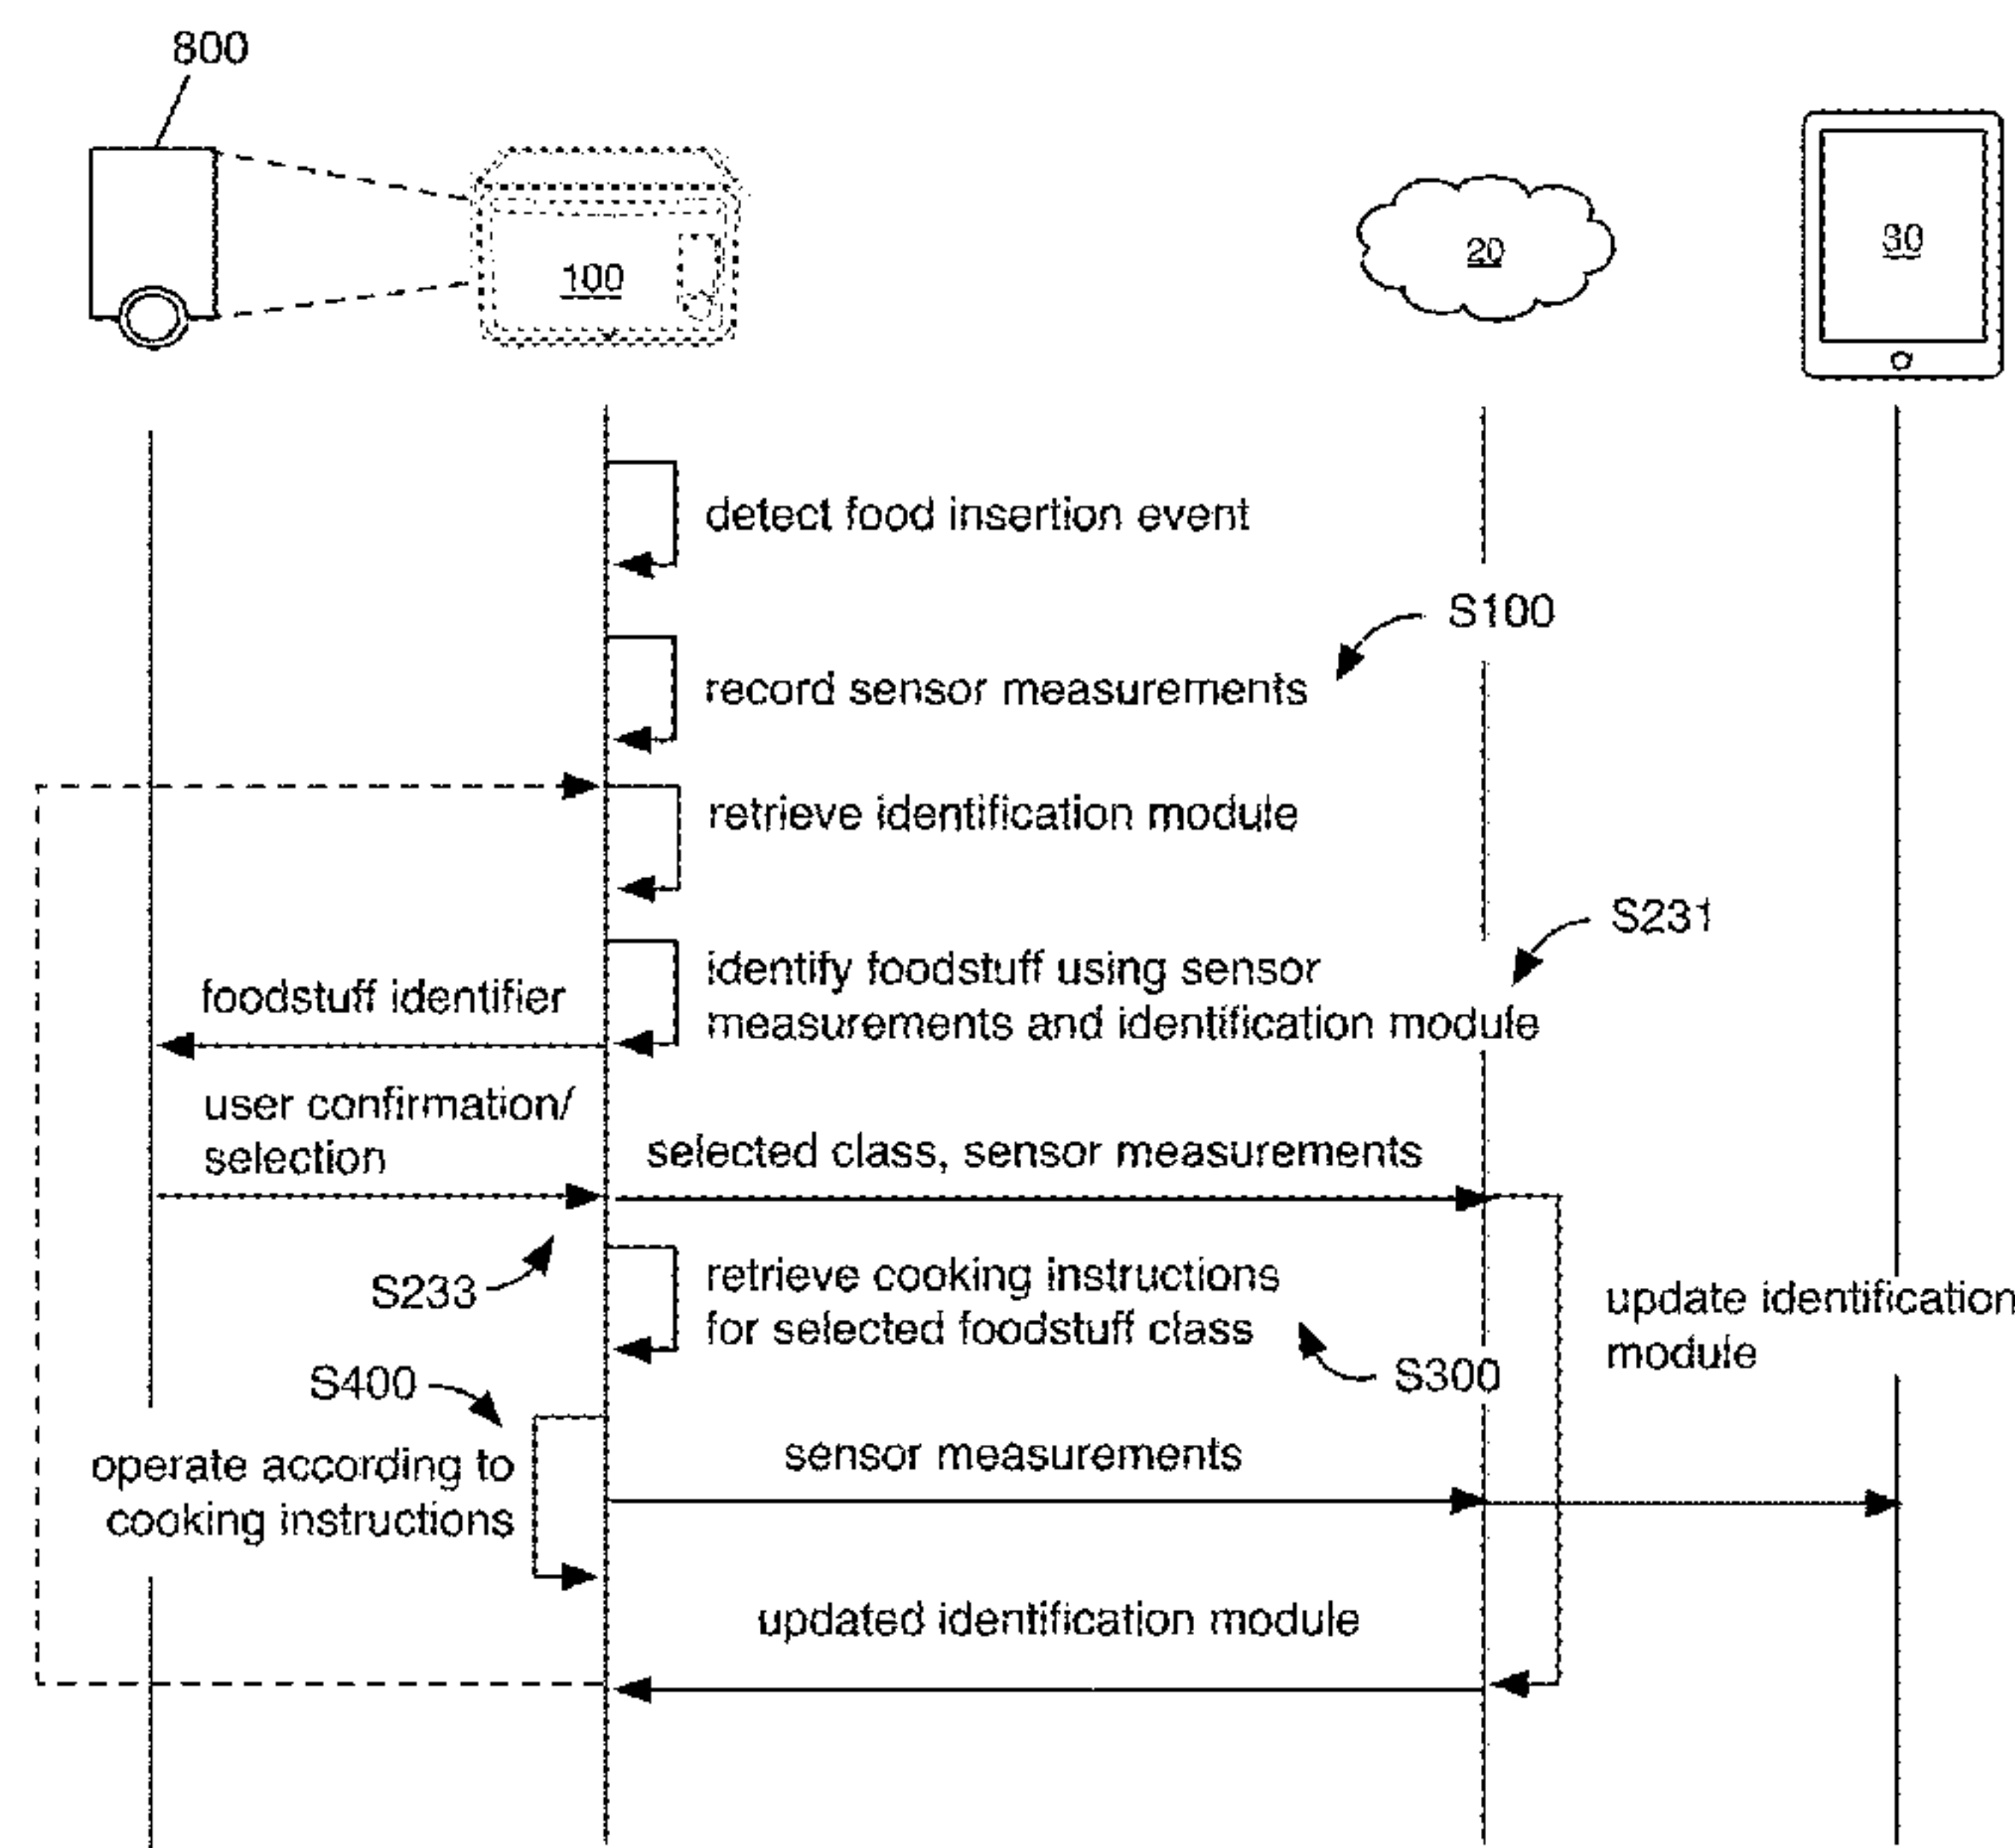 800
100
20
30
detect food insertion event
S100
record sensor measurements
retrieve identification module
S231
identify foodstuff using sensor
measurements and identification module
foodstuff identifier
user confirmation/
selection
selected class, sensor measurements
S233
retrieve cooking instructions
for selected foodstuff class
update identification
module
S300
S400
operate according to
cooking instructions
sensor measurements
updated identification module